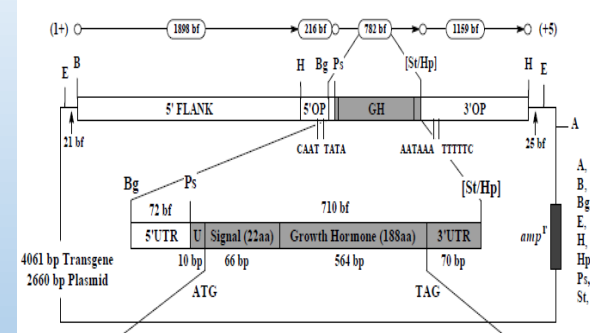 (1+) 1898 bf 216 bf 782 bf 1159 bf (+5)
E B H Bg Ps [St/Hp] H E
5' FLANK 5'OP GH 3'OP
A
21 bf CAAT TATA AATAAA TTTTTC 25 bf
Bg Ps [St/Hp]
72 bf 710 bf
5'UTR U Signal (22aa) Growth Hormone (188aa) 3'UTR
10 bp 66 bp 564 bp 70 bp
ATG TAG
4061 bp Transgene
2660 bp Plasmid
amp r
A,
B,
Bg
E,
H,
Hp
Ps,
St,